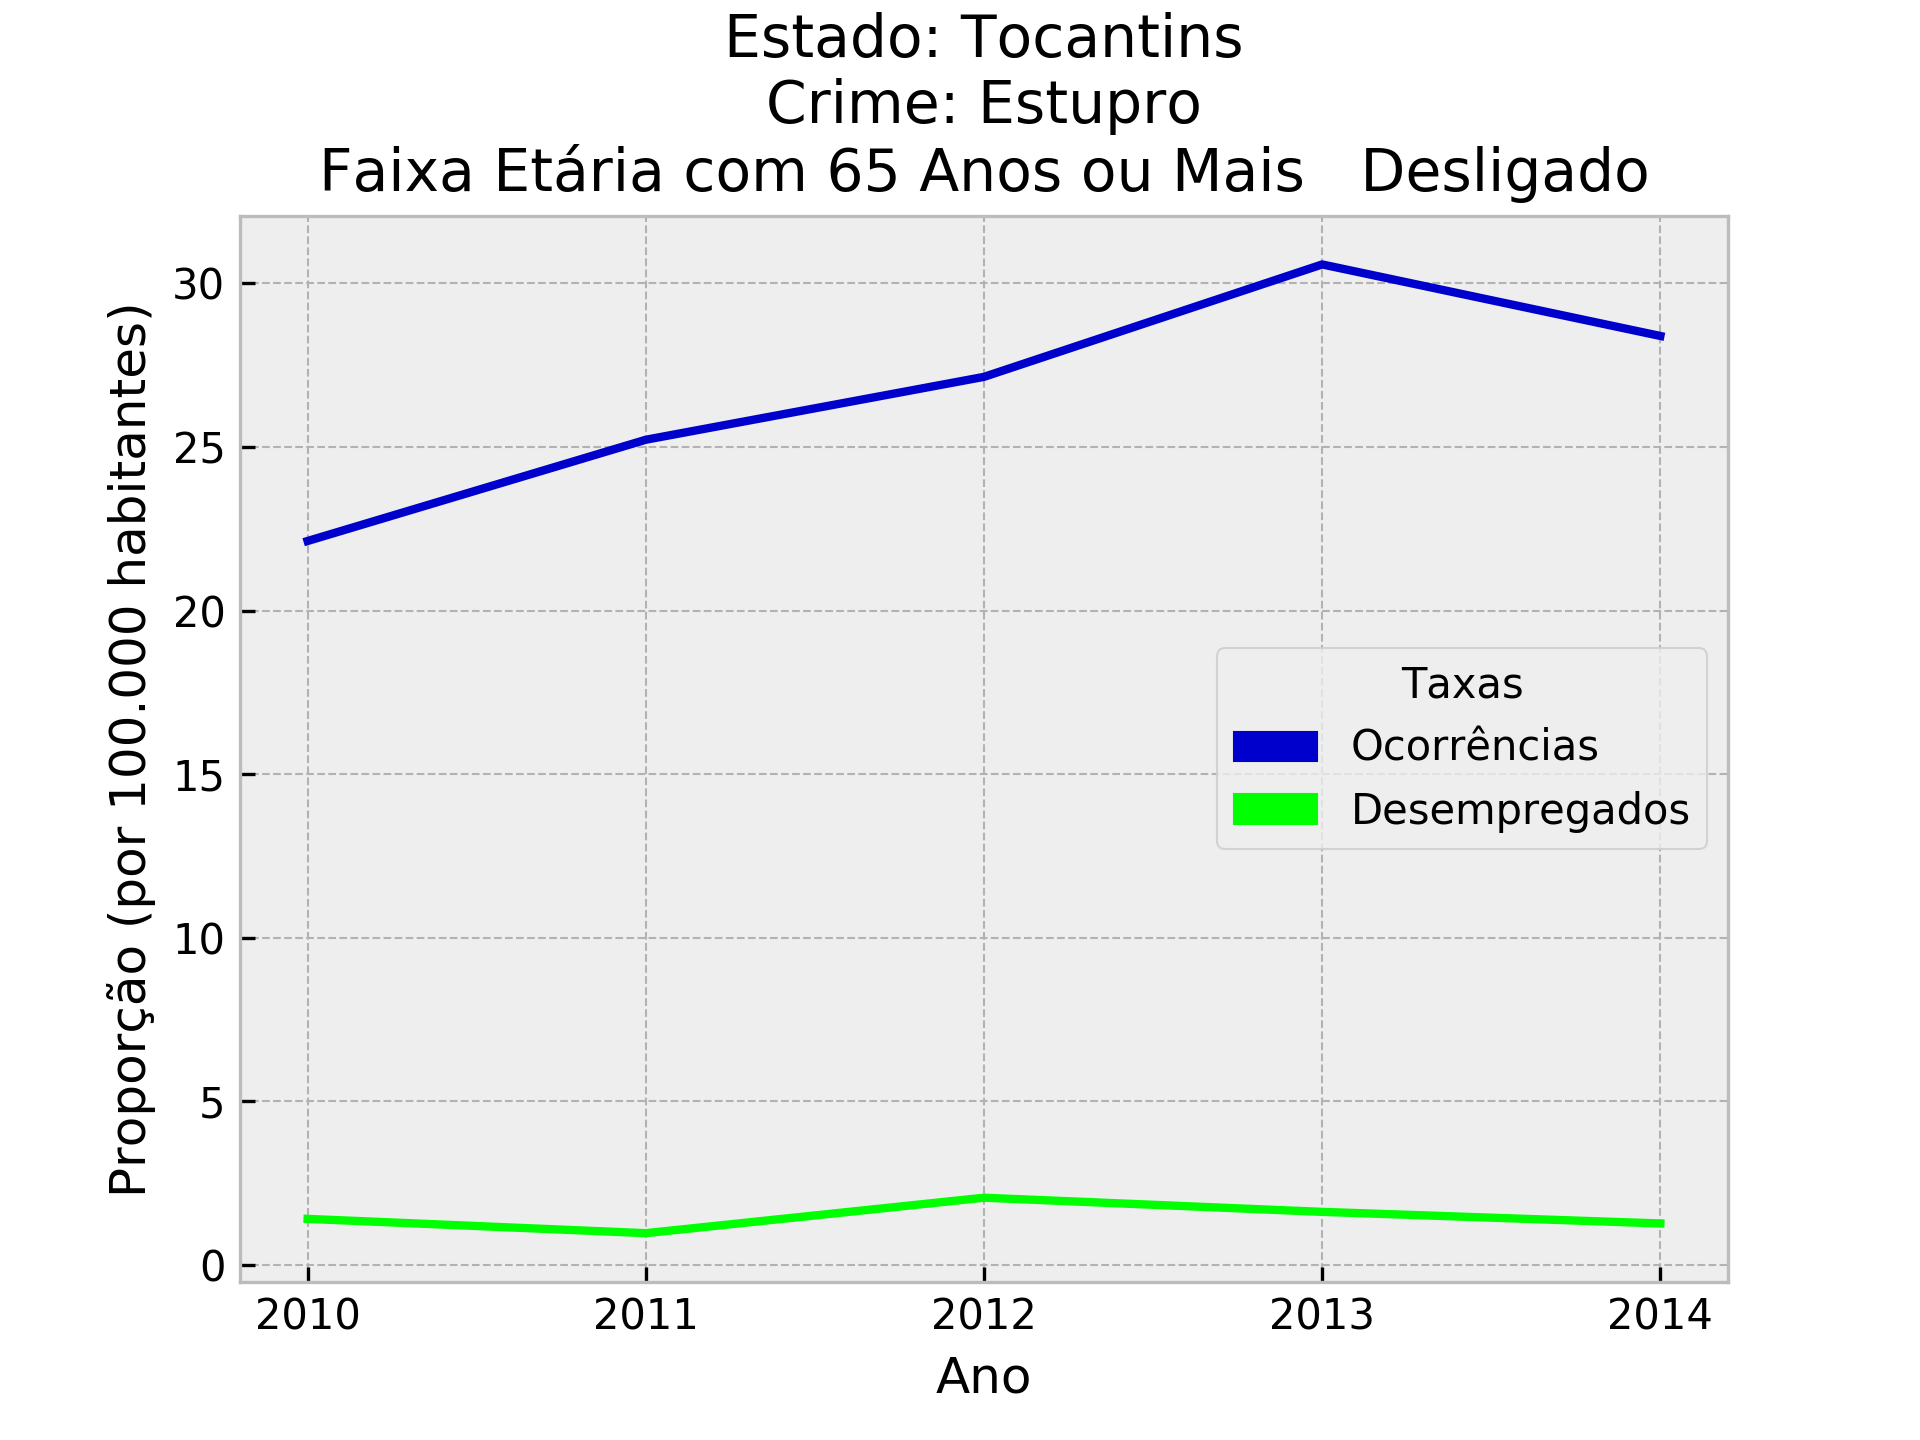 Estado: Tocantins
Crime: Estupro
Faixa Etária com 65 Anos ou Mais   Desligado
Proporção (por 100.000 habitantes)
30
25
20
15
10
5
0
Taxas
Ocorrências
Desempregados
2010 2011 2012 2013 2014
Ano